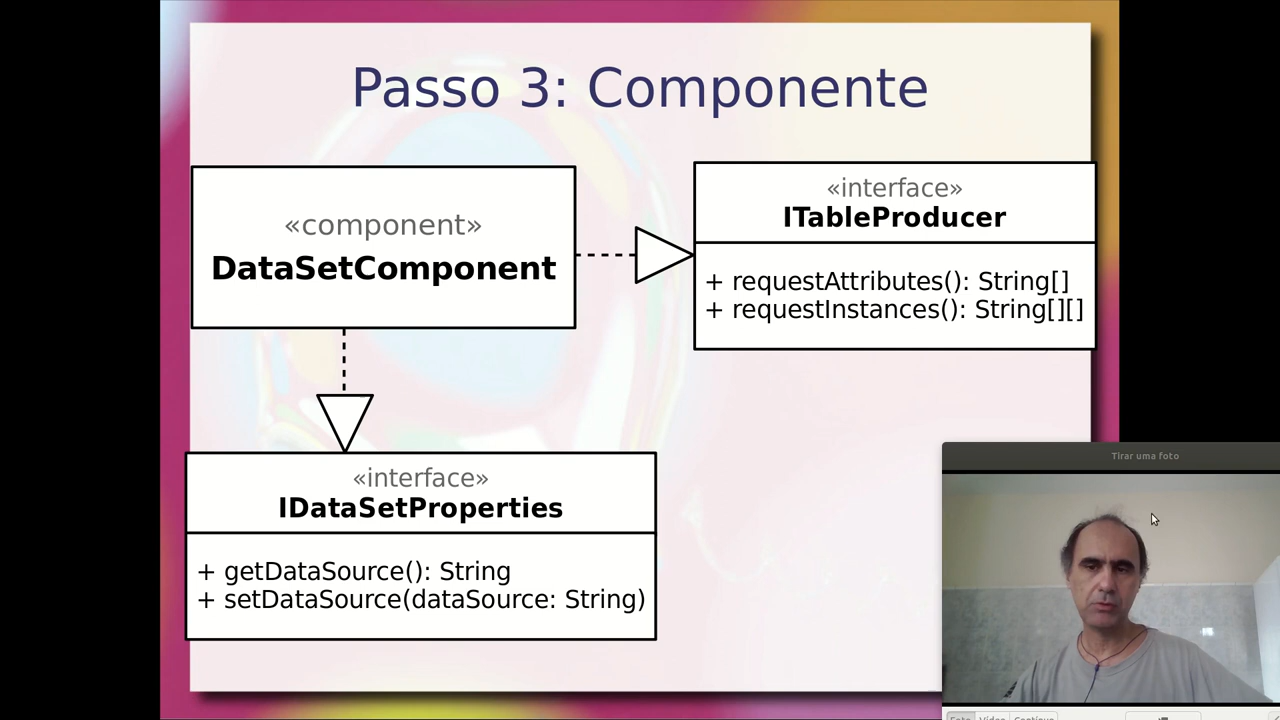 Passo 3: Componente
«component»
DataSetComponent
«interface»
ITableProducer
+ requestAttributes(): String[]
+ requestInstances(): String[][]
«interface»
IDataSetProperties
+ getDataSource(): String
+ setDataSource(dataSource: String)
Tirar uma foto